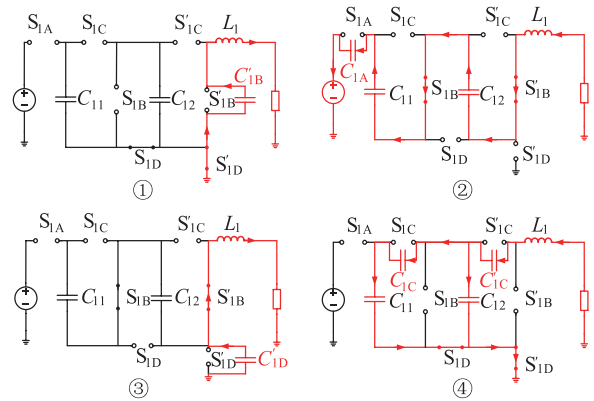 S1A S1C S′1C L1
C11 S1B C12 S′1B C′1B
S1D S′1D
①
S1A S1C S′1C L1
C1A C11 S1B C12 S′1B
S1D S′1D
②
S1A S1C S′1C L1
C11 S1B C12 S′1B
S1D S′1D C′1D
③
S1A S1C S′1C L1
C1C C′1C
C11 S1B C12 S′1B
S1D S′1D
④